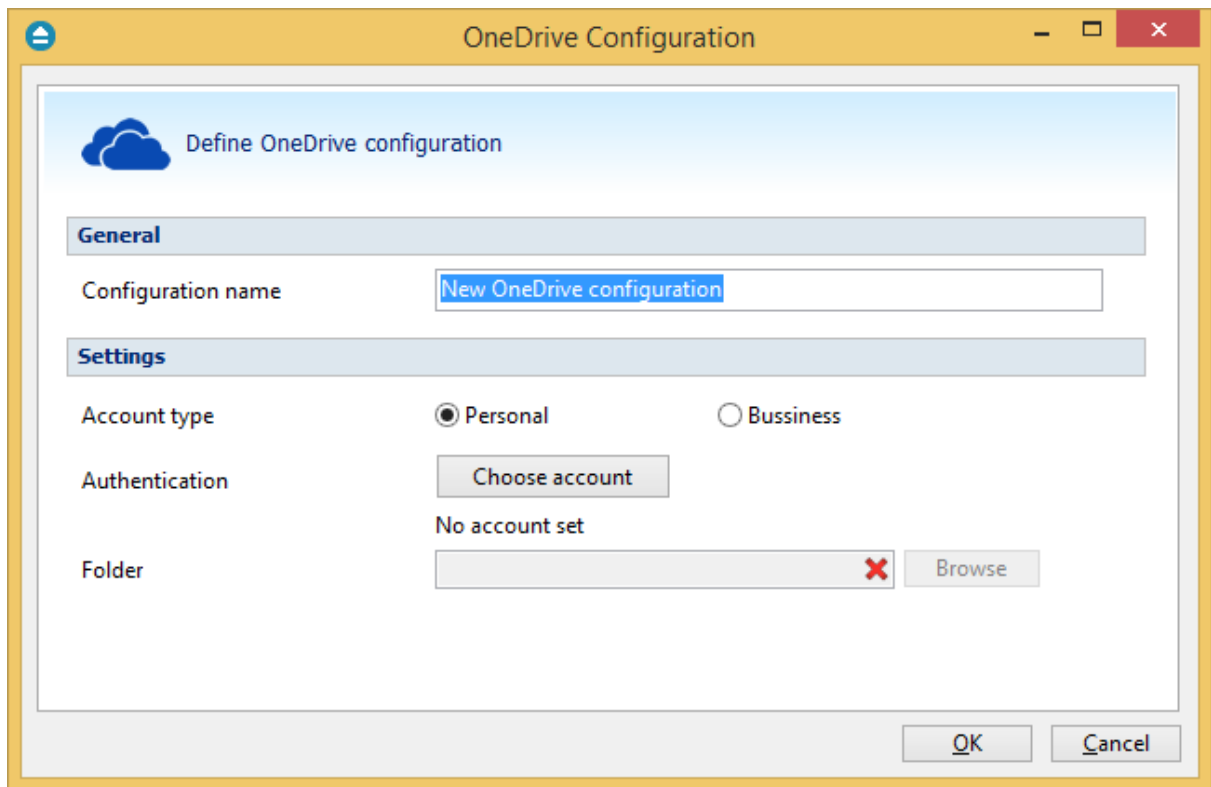 OneDrive Configuration
Define OneDrive configuration
General
Configuration name New OneDrive configuration
Settings
Account type Personal Bussiness
Authentication Choose account
No account set
Folder Browse
OK Cancel